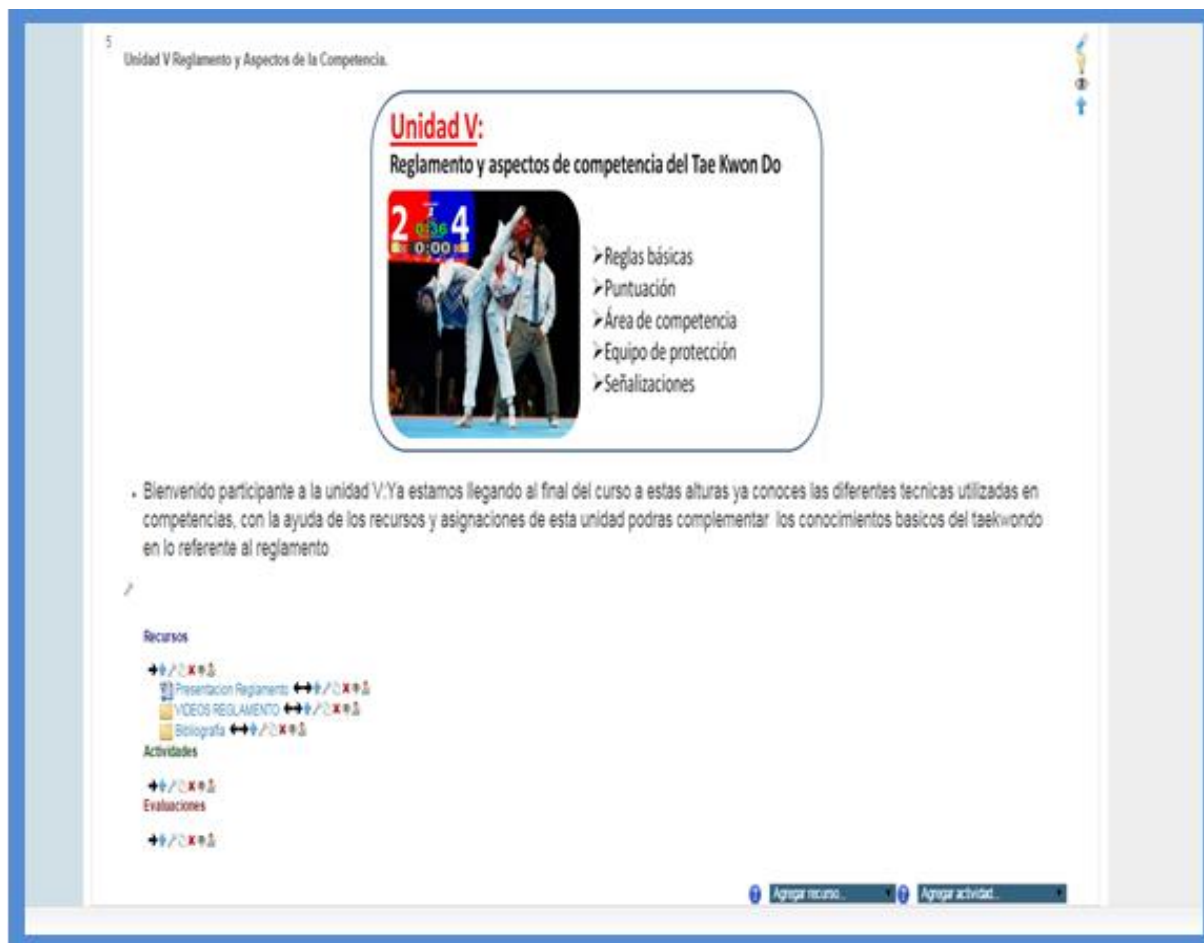 5
Unidad V Reglamento y Aspectos de la Competencia.
Unidad V:
Reglamento y aspectos de competencia del Tae Kwon Do
2 4
0:36
0:00
➢Reglas básicas
➢Puntuación
➢Área de competencia
➢Equipo de protección
➢Señalizaciones
• Bienvenido participante a la unidad V:Ya estamos llegando al final del curso a estas alturas ya conoces las diferentes tecnicas utilizadas en
competencias, con la ayuda de los recursos y asignaciones de esta unidad podras complementar los conocimientos basicos del taekwondo
en lo referente al reglamento
Recursos
Presentacion Reglamento
VIDEOS REGLAMENTO
Bibliografia
Actividades
Evaluaciones
Agregar recurso...
Agregar actividad...